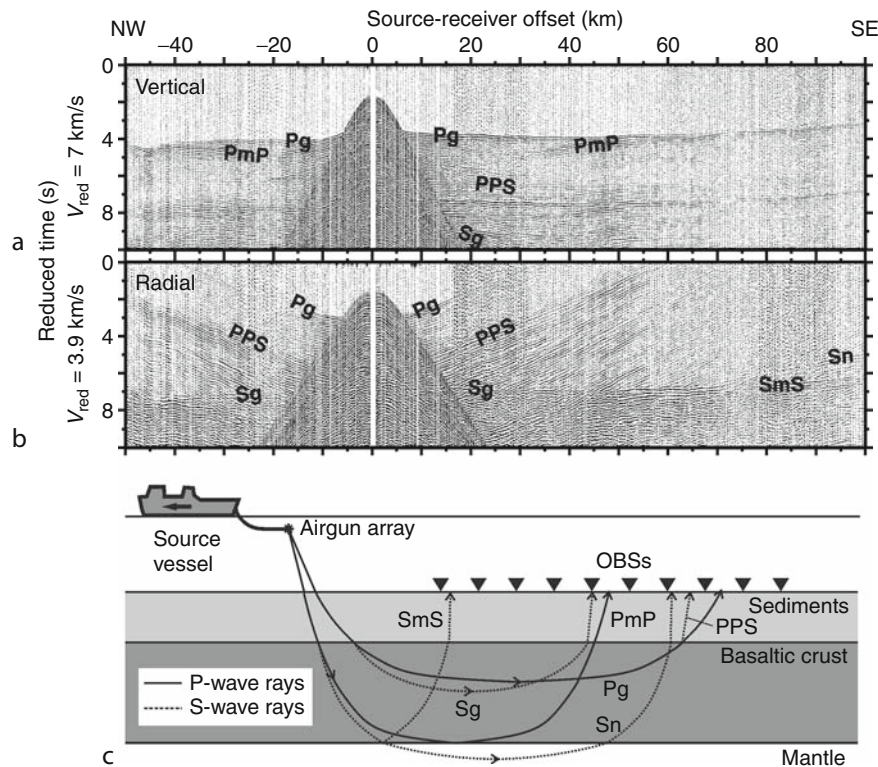 Source-receiver offset (km)
NW −40 −20 0 20 40 60 80 SE
Reduced time (s)
V_red = 7 km/s
0
4
8
a
Vertical
Pg
PmP
Pg
PmP
PPS
Sg
V_red = 3.9 km/s
0
4
8
b
Radial
Pg
Pg
PPS
PPS
Sg
Sg
Sn
SmS
Airgun array
Source
vessel
OBSs
SmS
PmP
Sediments
PPS
Basaltic crust
P-wave rays
S-wave rays
Sg
Pg
Sn
c
Mantle